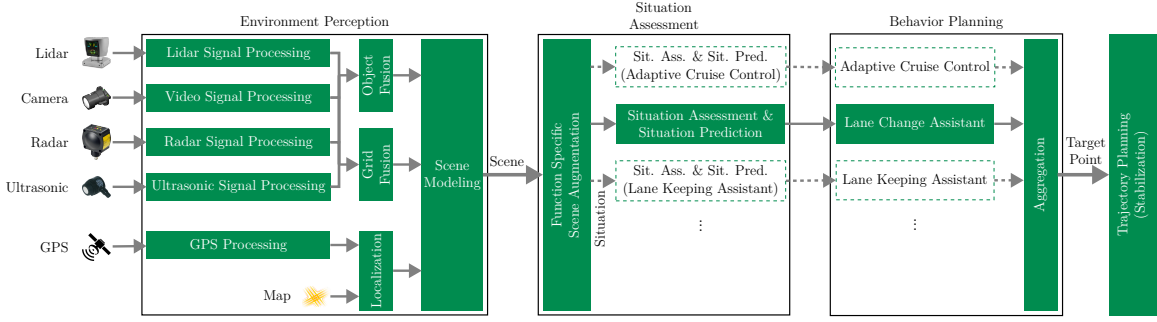 Environment Perception
Situation
Assessment
Behavior Planning
Lidar
Lidar Signal Processing
Camera
Video Signal Processing
Radar
Radar Signal Processing
Ultrasonic
Ultrasonic Signal Processing
GPS
GPS Processing
Map
Object
Fusion
Grid
Fusion
Localization
Scene
Modeling
Scene
Function Specific
Scene Augmentation
Situation
Sit. Ass. & Sit. Pred.
(Adaptive Cruise Control)
Situation Assessment &
Situation Prediction
Sit. Ass. & Sit. Pred.
(Lane Keeping Assistant)
...
Adaptive Cruise Control
Lane Change Assistant
Lane Keeping Assistant
...
Aggregation
Target
Point
Trajectory Planning
(Stabilization)